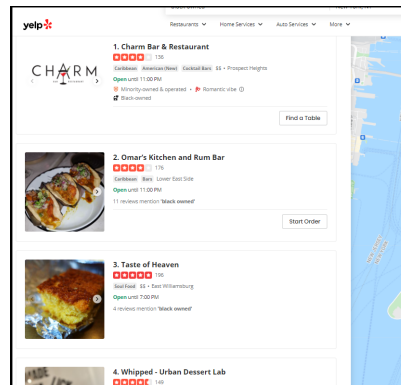 yelp
Restaurants Home Services Auto Services More
1. Charm Bar & Restaurant
136
CHARM
Caribbean American (New) Cocktail Bars $$ • Prospect Heights
Open until 11:00 PM
Minority-owned & operated • Romantic vibe
Black-owned
Find a Table
2. Omar's Kitchen and Rum Bar
176
Caribbean Bars Lower East Side
Open until 11:00 PM
11 reviews mention "black owned"
Start Order
3. Taste of Heaven
196
Soul Food $$ • East Williamsburg
Open until 7:00 PM
4 reviews mention "black owned"
4. Whipped - Urban Dessert Lab
149